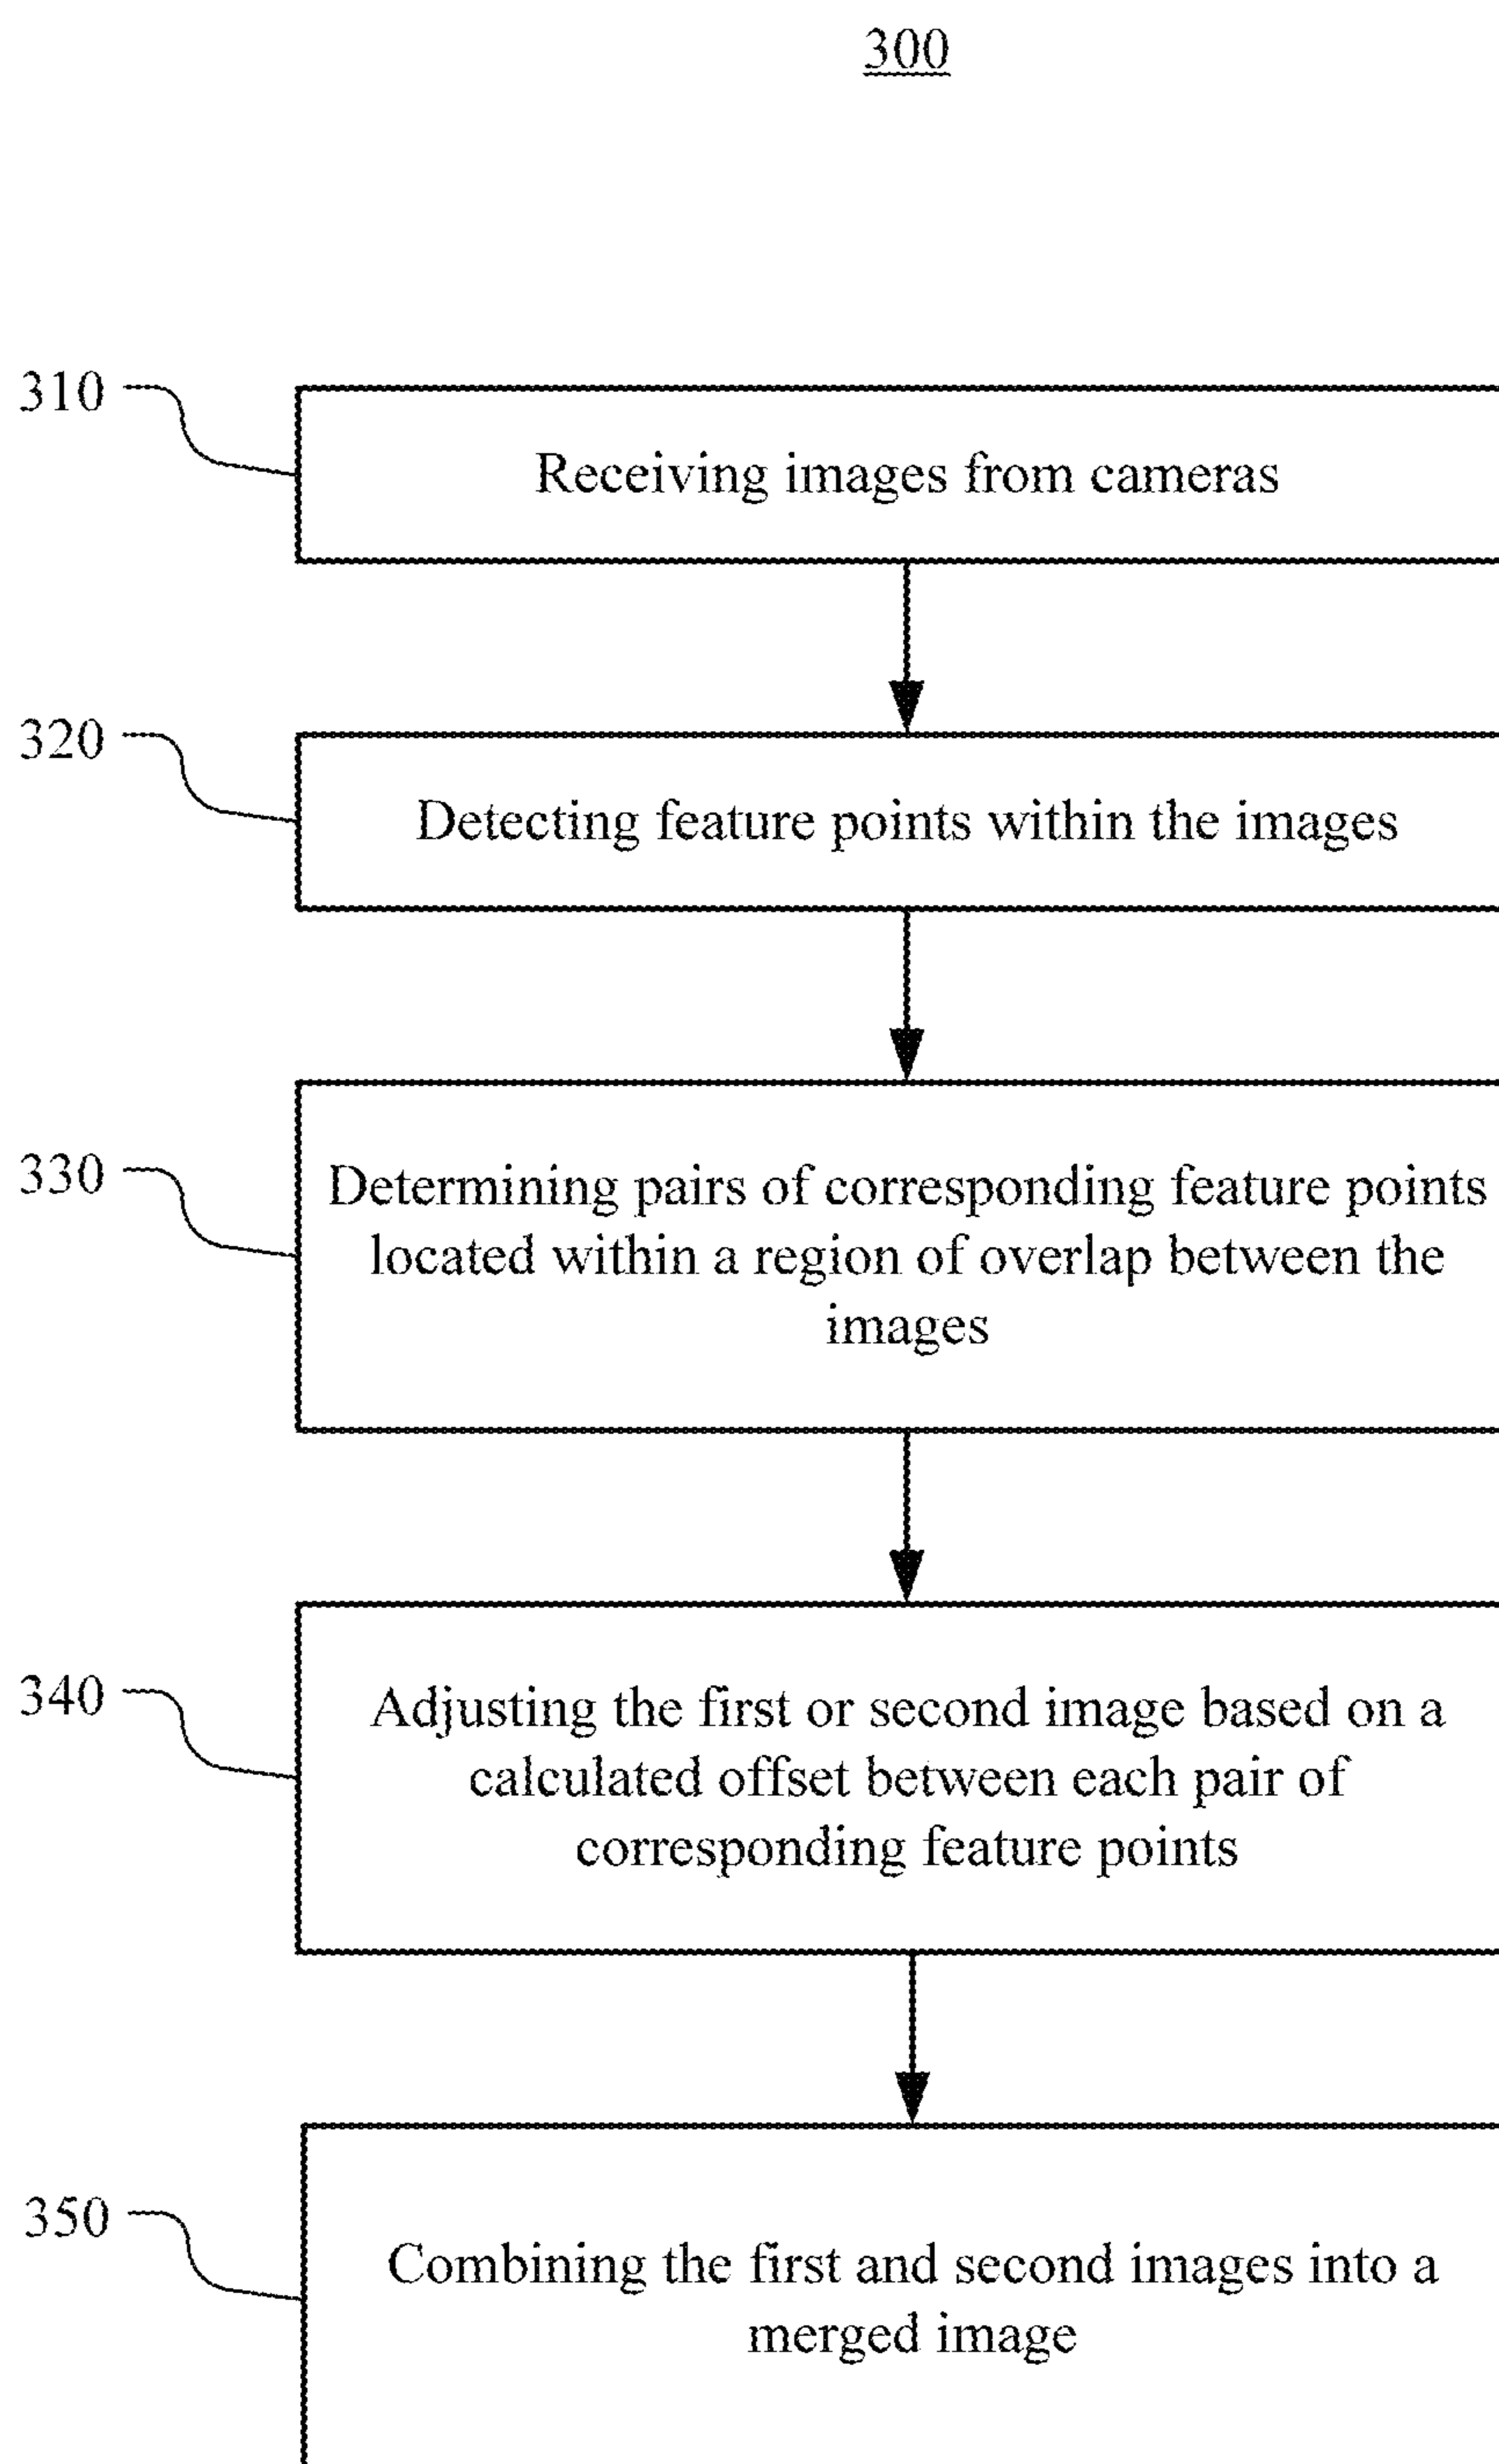 300
310
Receiving images from cameras
320
Detecting feature points within the images
330
Determining pairs of corresponding feature points
located within a region of overlap between the
images
340
Adjusting the first or second image based on a
calculated offset between each pair of
corresponding feature points
350
Combining the first and second images into a
merged image